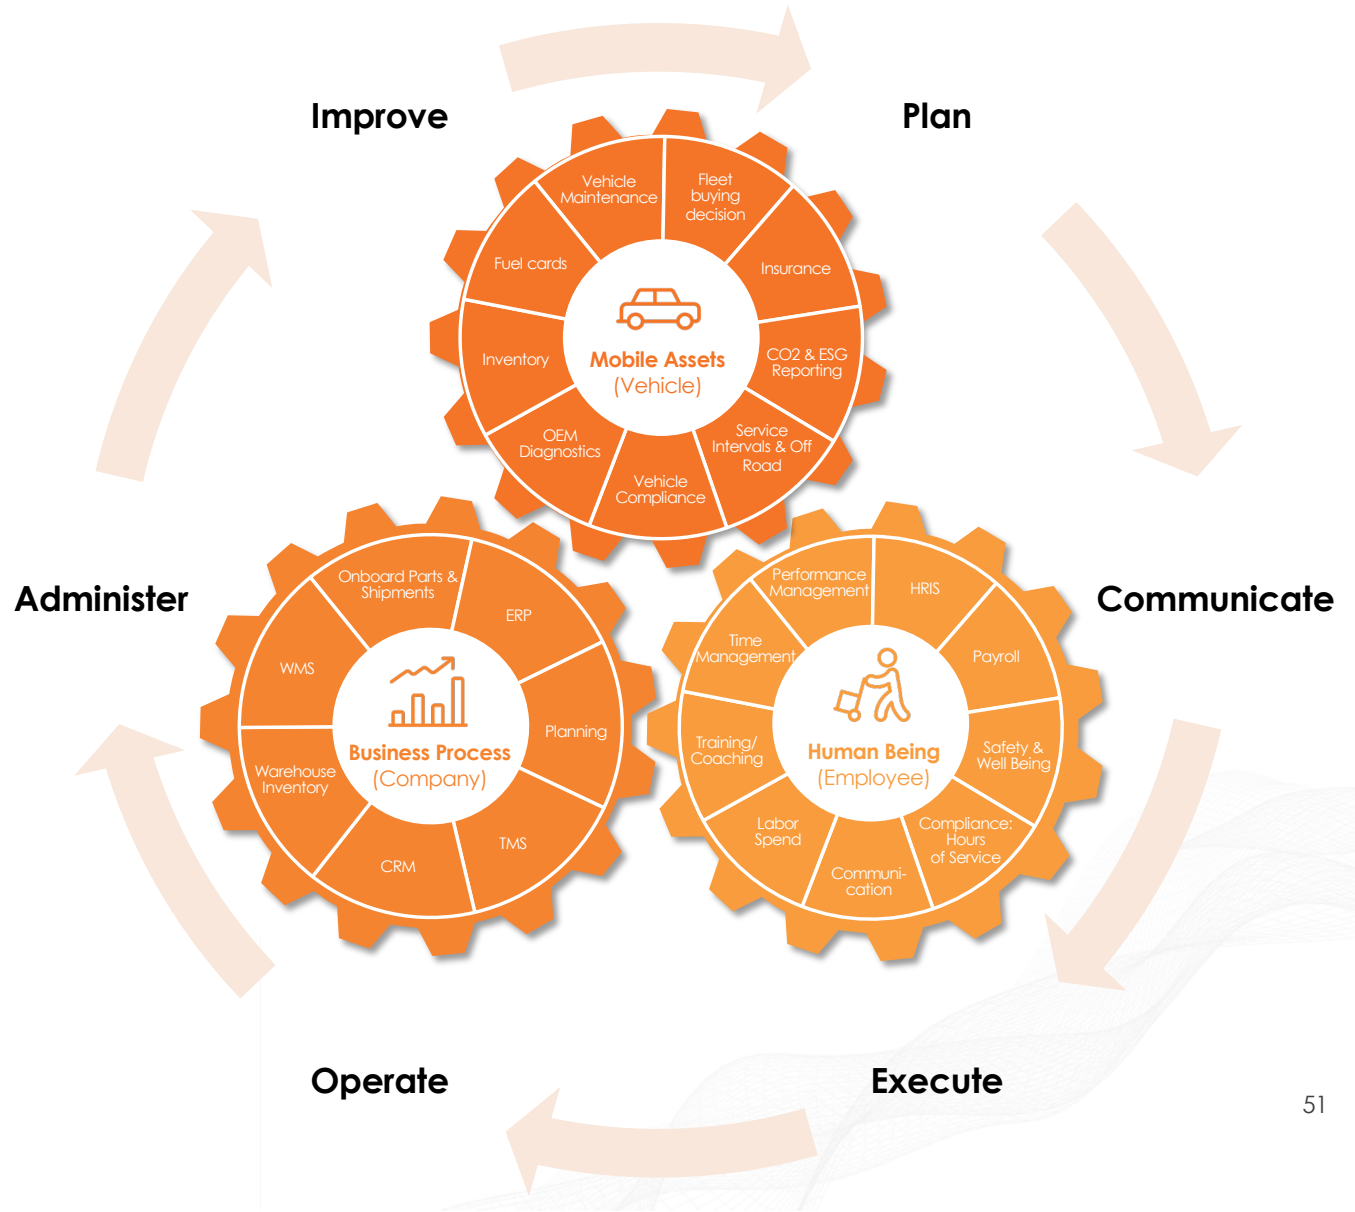 Improve
Plan
Vehicle
Maintenance
Fleet
buying
decision
Fuel cards
Insurance
Inventory
Mobile Assets
(Vehicle)
CO2 & ESG
Reporting
OEM
Diagnostics
Service
Intervals & Off
Road
Vehicle
Compliance
Administer
Communicate
Onboard Parts &
Shipments
ERP
WMS
Planning
Business Process
(Company)
Warehouse
Inventory
TMS
CRM
Performance
Management
HRIS
Time
Management
Payroll
Training/
Coaching
Human Being
(Employee)
Safety &
Well Being
Labor
Spend
Compliance:
Hours
of Service
Communi-
cation
Operate
Execute
51